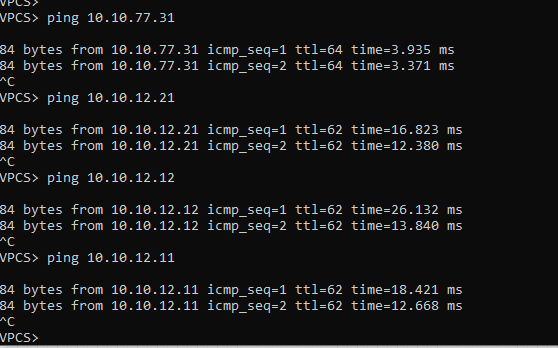 VPCS>
VPCS> ping 10.10.77.31
84 bytes from 10.10.77.31 icmp_seq=1 ttl=64 time=3.935 ms
84 bytes from 10.10.77.31 icmp_seq=2 ttl=64 time=3.371 ms
^C
VPCS> ping 10.10.12.21
84 bytes from 10.10.12.21 icmp_seq=1 ttl=62 time=16.823 ms
84 bytes from 10.10.12.21 icmp_seq=2 ttl=62 time=12.380 ms
^C
VPCS> ping 10.10.12.12
84 bytes from 10.10.12.12 icmp_seq=1 ttl=62 time=26.132 ms
84 bytes from 10.10.12.12 icmp_seq=2 ttl=62 time=13.840 ms
^C
VPCS> ping 10.10.12.11
84 bytes from 10.10.12.11 icmp_seq=1 ttl=62 time=18.421 ms
84 bytes from 10.10.12.11 icmp_seq=2 ttl=62 time=12.668 ms
^C
VPCS>